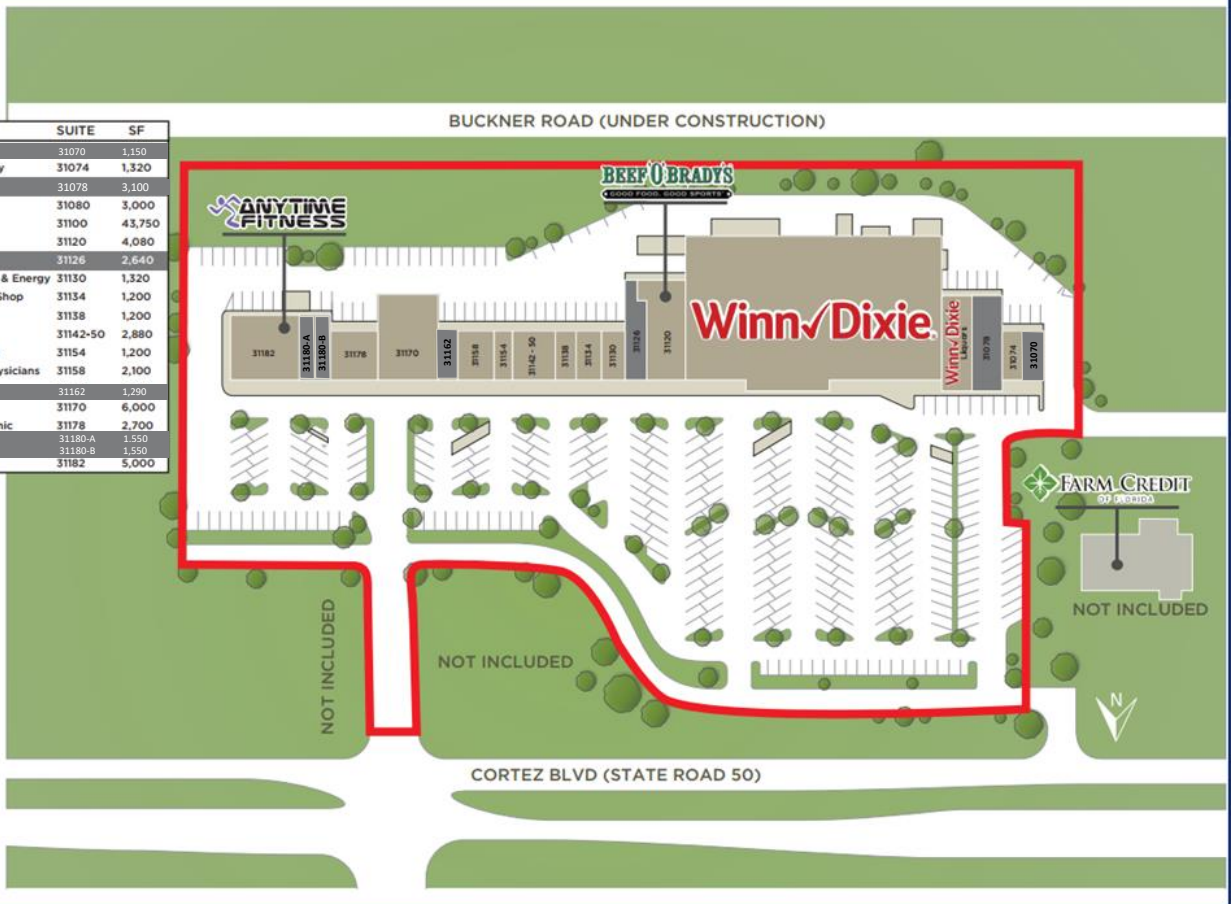 BUCKNER ROAD (UNDER CONSTRUCTION)
SUITE SF
31070 1,150
y 31074 1,320
31078 3,100
31080 3,000
31100 43,750
31120 4,080
31126 2,640
& Energy 31130 1,320
Shop 31134 1,200
31138 1,200
31142-50 2,880
31154 1,200
ysicians 31158 2,100
31162 1,290
31170 6,000
nic 31178 2,700
31180-A 1.550
31180-B 1,550
31182 5,000
ANYTIME
FITNESS
BEEF 'O' BRADY'S
GOOD FOOD. GOOD SPORTS
Winn Dixie
Winn Dixie
Liquors
31182
31180-A
31180-B
31178
31170
31162
31158
31154
31142 - 50
31138
31134
31130
31126
31120
31078
31074
31070
FARM CREDIT
OF FLORIDA
NOT INCLUDED
NOT INCLUDED
NOT INCLUDED
N
CORTEZ BLVD (STATE ROAD 50)